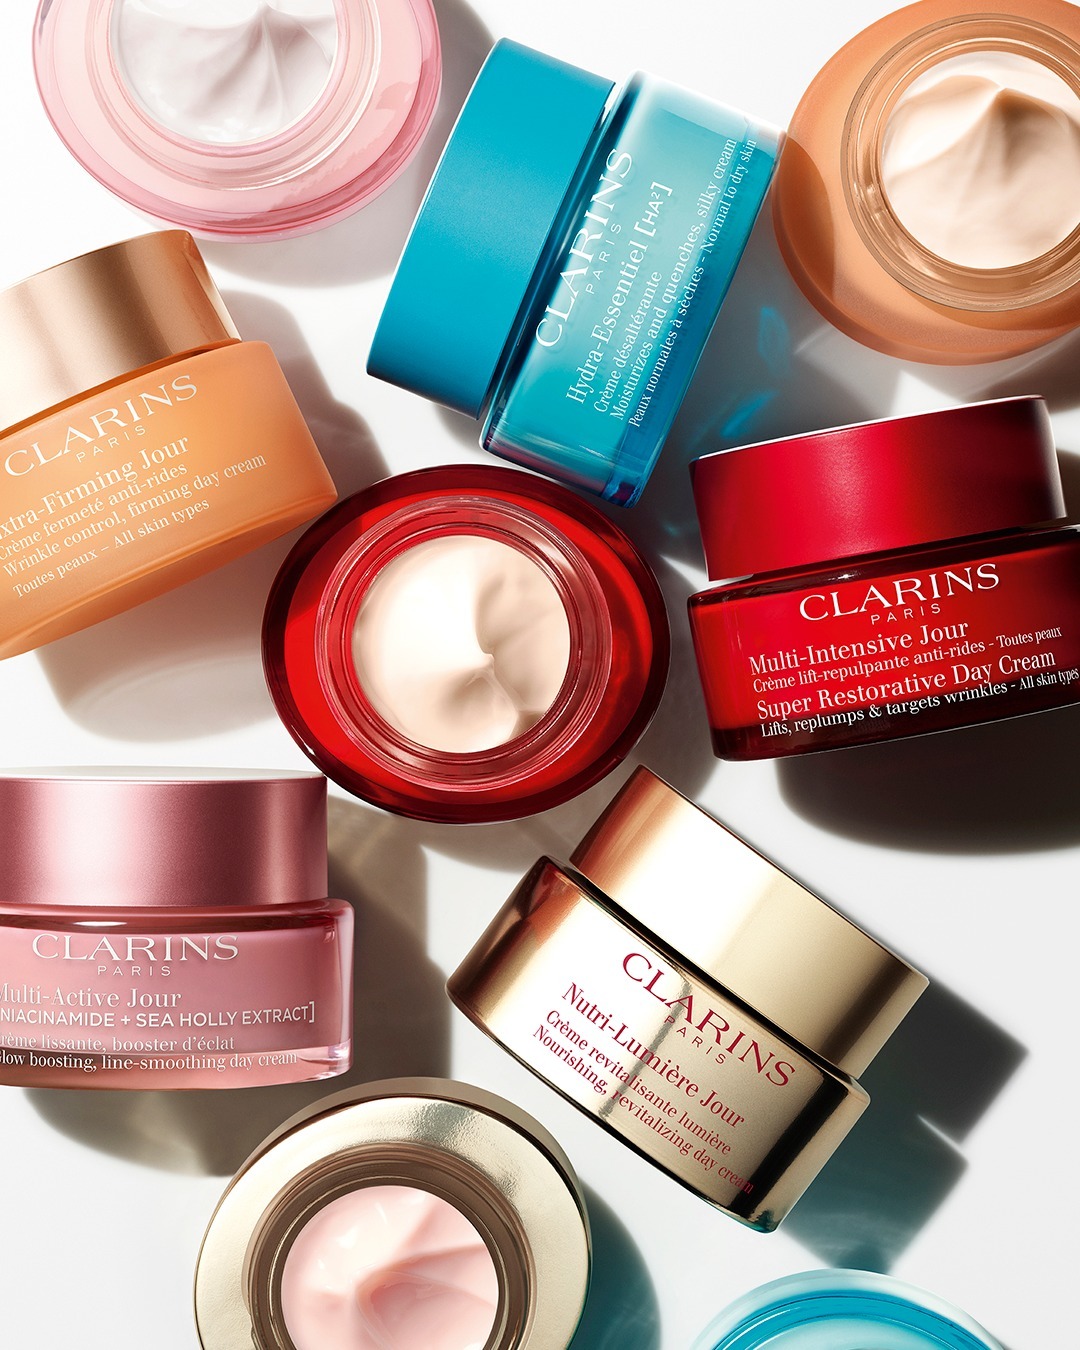 CLARINS
PARIS
Hydra-Essentiel [HA²]
Crème désaltérante
Moisturizes and quenches, silky cream
Peaux normales à sèches - Normal to dry skin
CLARINS
PARIS
xtra-Firming Jour
Crème fermeté anti-rides
Wrinkle control, firming day cream
Toutes peaux - All skin types
CLARINS
PARIS
Multi-Intensive Jour
Crème lift-repulpante anti-rides - Toutes peaux
Super Restorative Day Cream
Lifts, replumps & targets wrinkles - All skin types
CLARINS
PARIS
Multi-Active Jour
NIACINAMIDE + SEA HOLLY EXTRACT]
Crème lissante, booster d'éclat
Glow boosting, line-smoothing day cream
CLARINS
PARIS
Nutri-Lumière Jour
Crème revitalisante lumière
Nourishing, revitalizing day cream